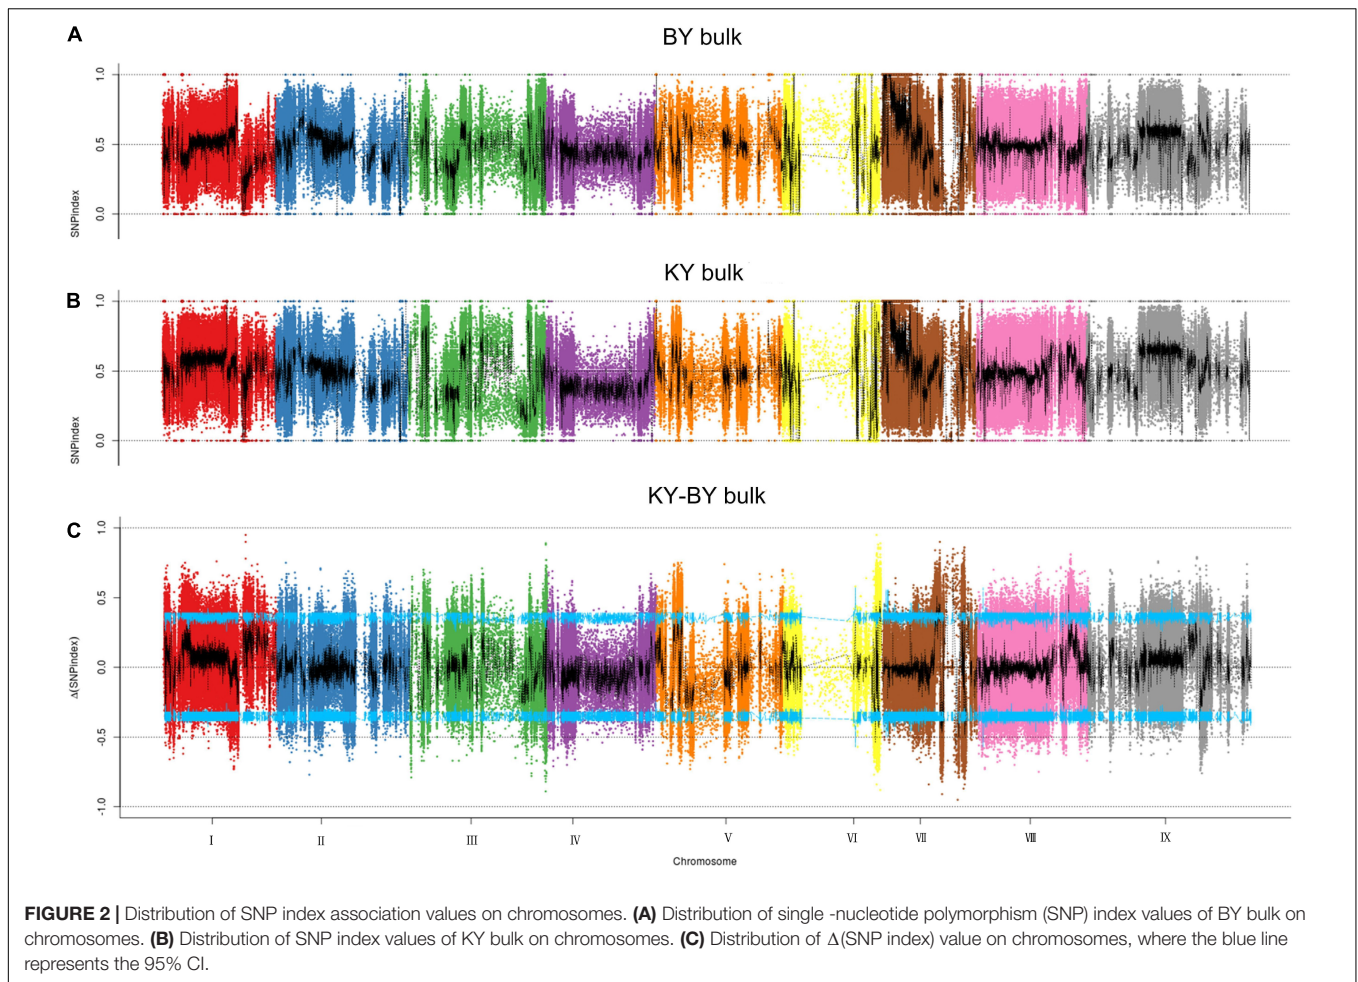 A
BY bulk
1.0
0.5
0.0
SNPindex
KY bulk
B
1.0
0.5
0.0
SNPindex
KY-BY bulk
C
1.0
0.5
0.0
-0.5
-1.0
Δ(SNPindex)
I II III IV V VI VII VIII IX
Chromosome
FIGURE 2 | Distribution of SNP index association values on chromosomes. (A) Distribution of single -nucleotide polymorphism (SNP) index values of BY bulk on
chromosomes. (B) Distribution of SNP index values of KY bulk on chromosomes. (C) Distribution of Δ(SNP index) value on chromosomes, where the blue line
represents the 95% CI.